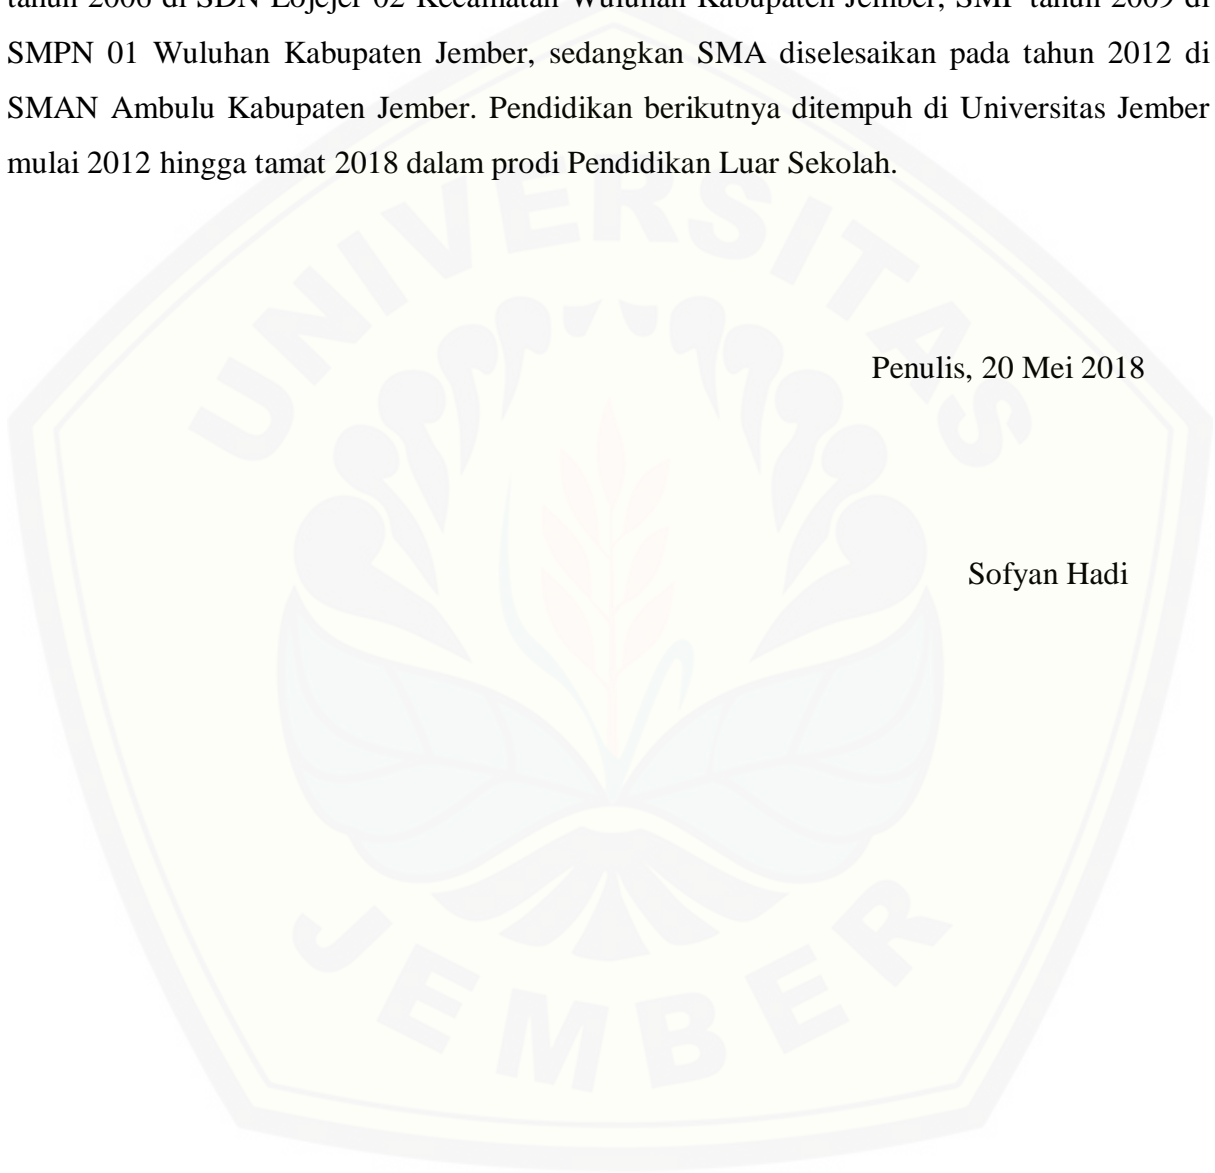 tahun 2006 di SDN Lojejer 02 Kecamatan Wuluhan Kabupaten Jember, SMP tahun 2009 di
SMPN 01 Wuluhan Kabupaten Jember, sedangkan SMA diselesaikan pada tahun 2012 di
SMAN Ambulu Kabupaten Jember. Pendidikan berikutnya ditempuh di Universitas Jember
mulai 2012 hingga tamat 2018 dalam prodi Pendidikan Luar Sekolah.
UNIVERSITAS
Penulis, 20 Mei 2018
Sofyan Hadi
JEMBER